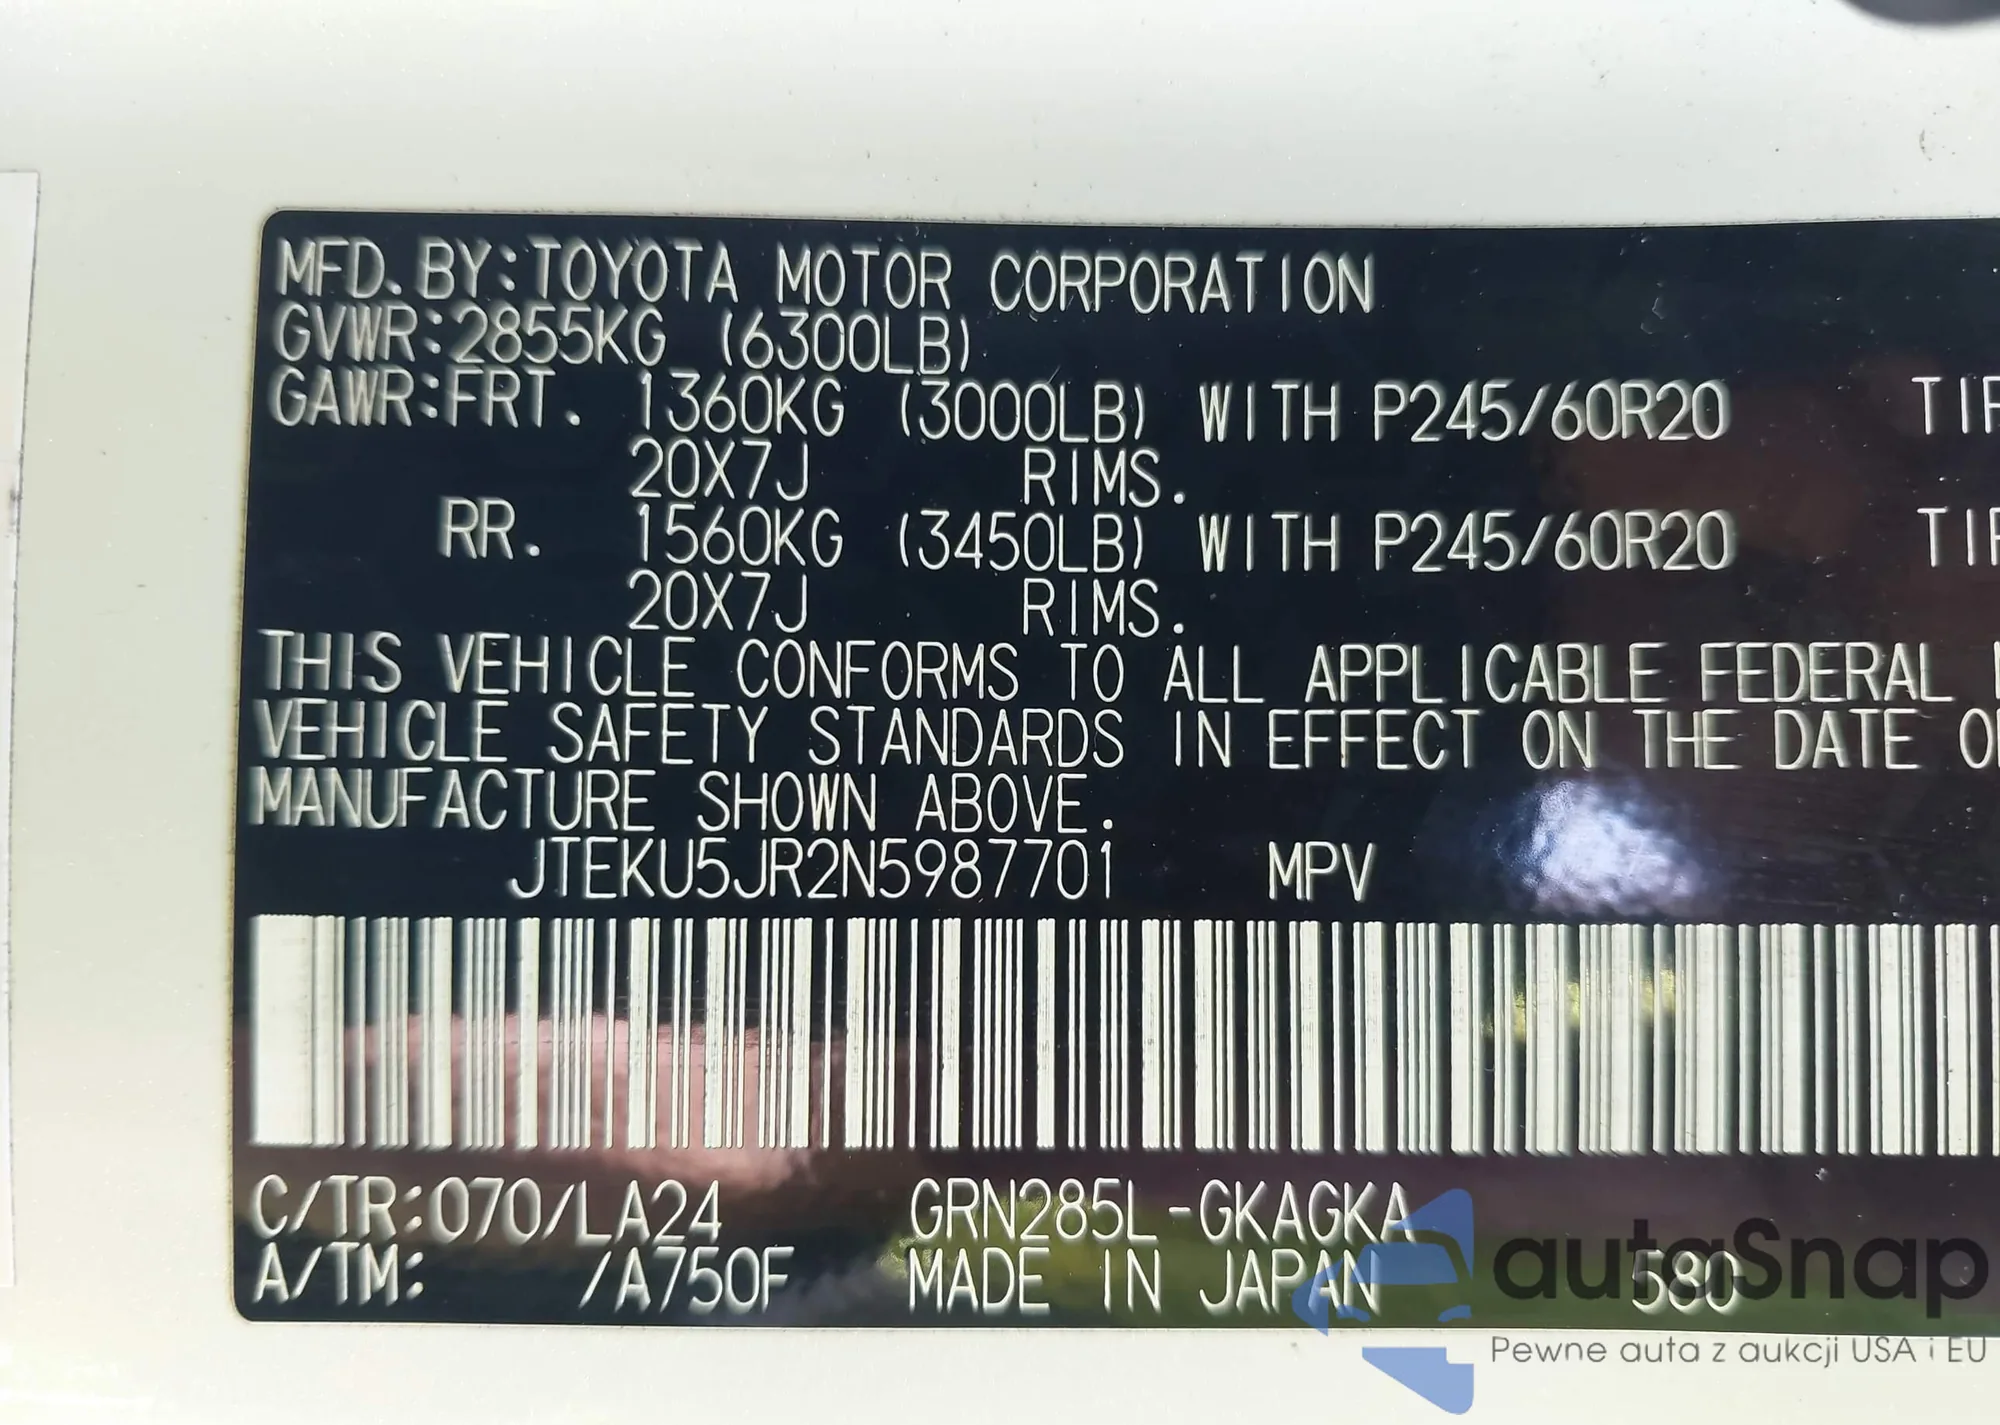 MFD. BY:TOYOTA MOTOR CORPORATION
GVWR:2855KG (6300LB)
GAWR:FRT. 1360KG (3000LB) WITH P245/60R20
20X7J RIMS.
RR. 1560KG (3450LB) WITH P245/60R20
20X7J RIMS.
THIS VEHICLE CONFORMS TO ALL APPLICABLE FEDERAL
VEHICLE SAFETY STANDARDS IN EFFECT ON THE DATE
MANUFACTURE SHOWN ABOVE.
JTEKU5JR2N5987701 MPV
C/TR:070/LA24 GRN285L-GKAGKA
A/TM: /A750F MADE IN JAPAN 580
autaSnap
Pewne auta z aukcji USA i EU